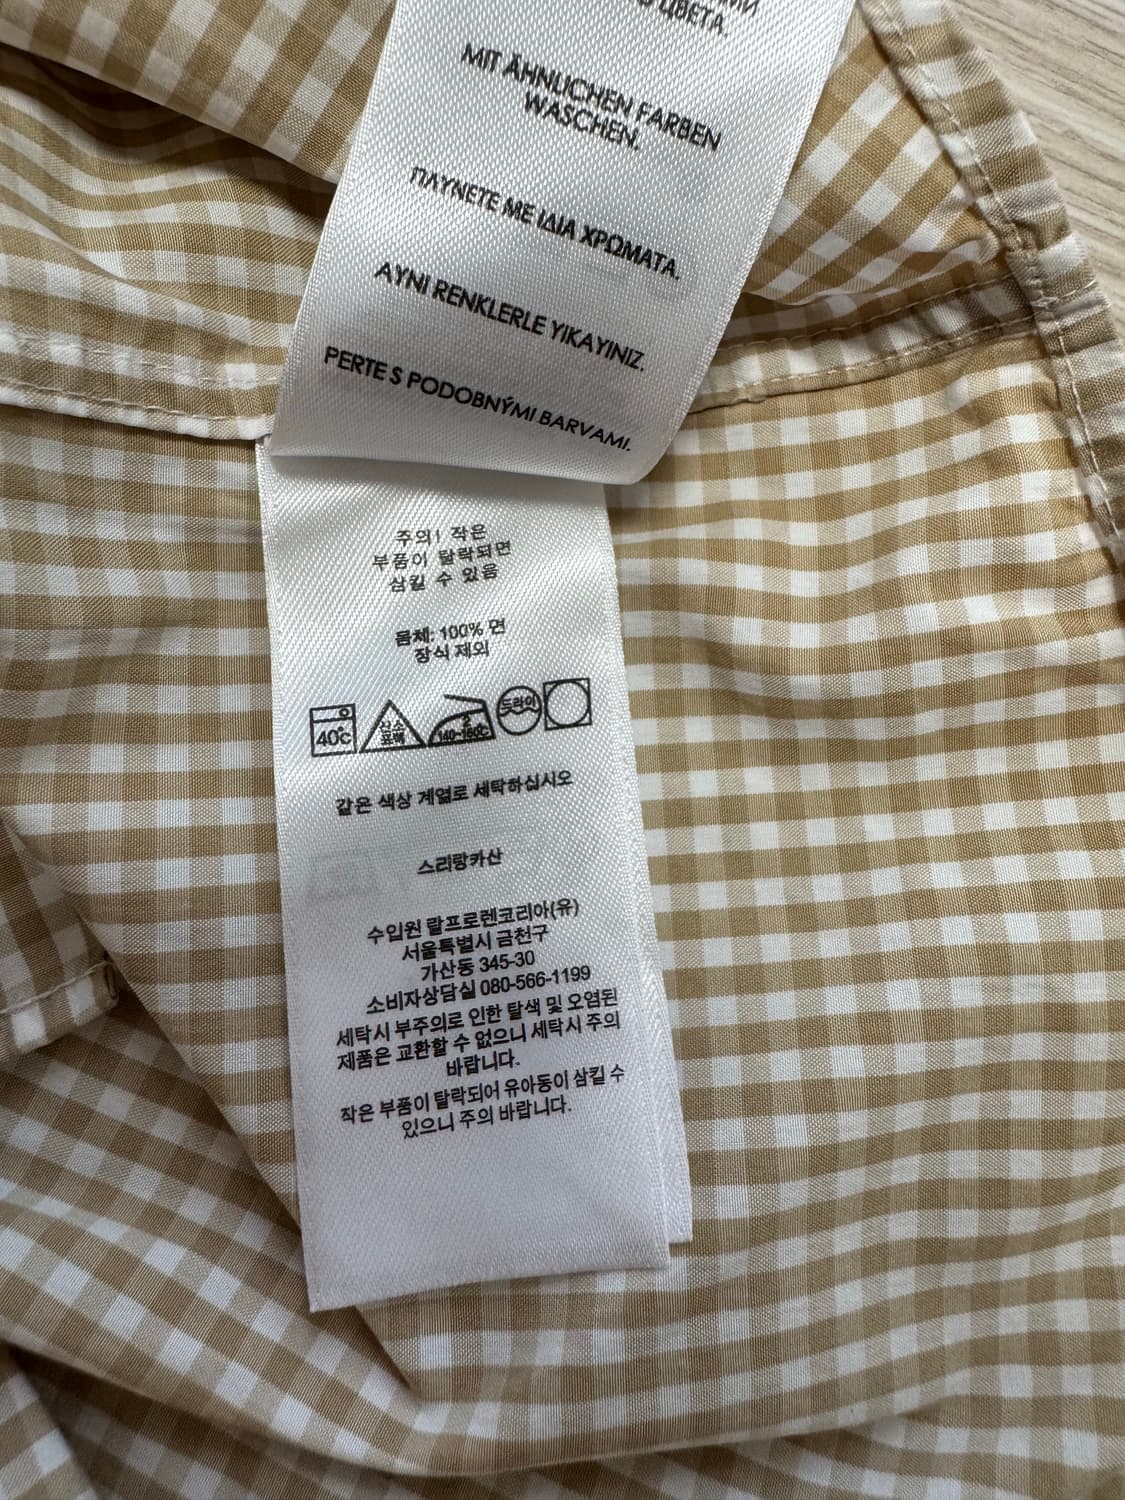 ЦВЕТА.
MIT ÄHNLICHEN FARBEN
WASCHEN.
ΠΛΥΝΕΤΕ ΜΕ ΙΔΙΑ ΧΡΩΜΑΤΑ.
AYNI RENKLERLE YIKAYINIZ.
PERTE S PODOBNÝMI BARVAMI.
주의! 작은
부품이 탈락되면
삼킬 수 있음
몸체: 100% 면
장식 제외
40℃
산소
표백
2
140~160℃
드라이
같은 색상 계열로 세탁하십시오
스리랑카산
수입원 랄프로렌코리아(유)
서울특별시 금천구
가산동 345-30
소비자상담실 080-566-1199
세탁시 부주의로 인한 탈색 및 오염된
제품은 교환할 수 없으니 세탁시 주의
바랍니다.
작은 부품이 탈락되어 유아동이 삼킬 수
있으니 주의 바랍니다.